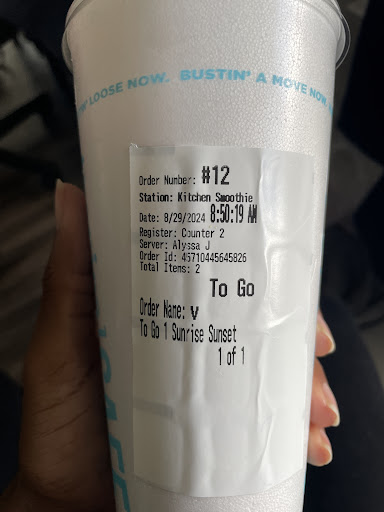 LOOSE NOW. BUSTIN' A MOVE NOW.
Order Number: #12
Station: Kitchen Smoothie
Date: 8/29/2024 8:50:19 AM
Register: Counter 2
Server: Alyssa J
Order Id: 45710445645826
Total Items: 2
To Go
Order Name: V
To Go 1 Sunrise Sunset
1 of 1